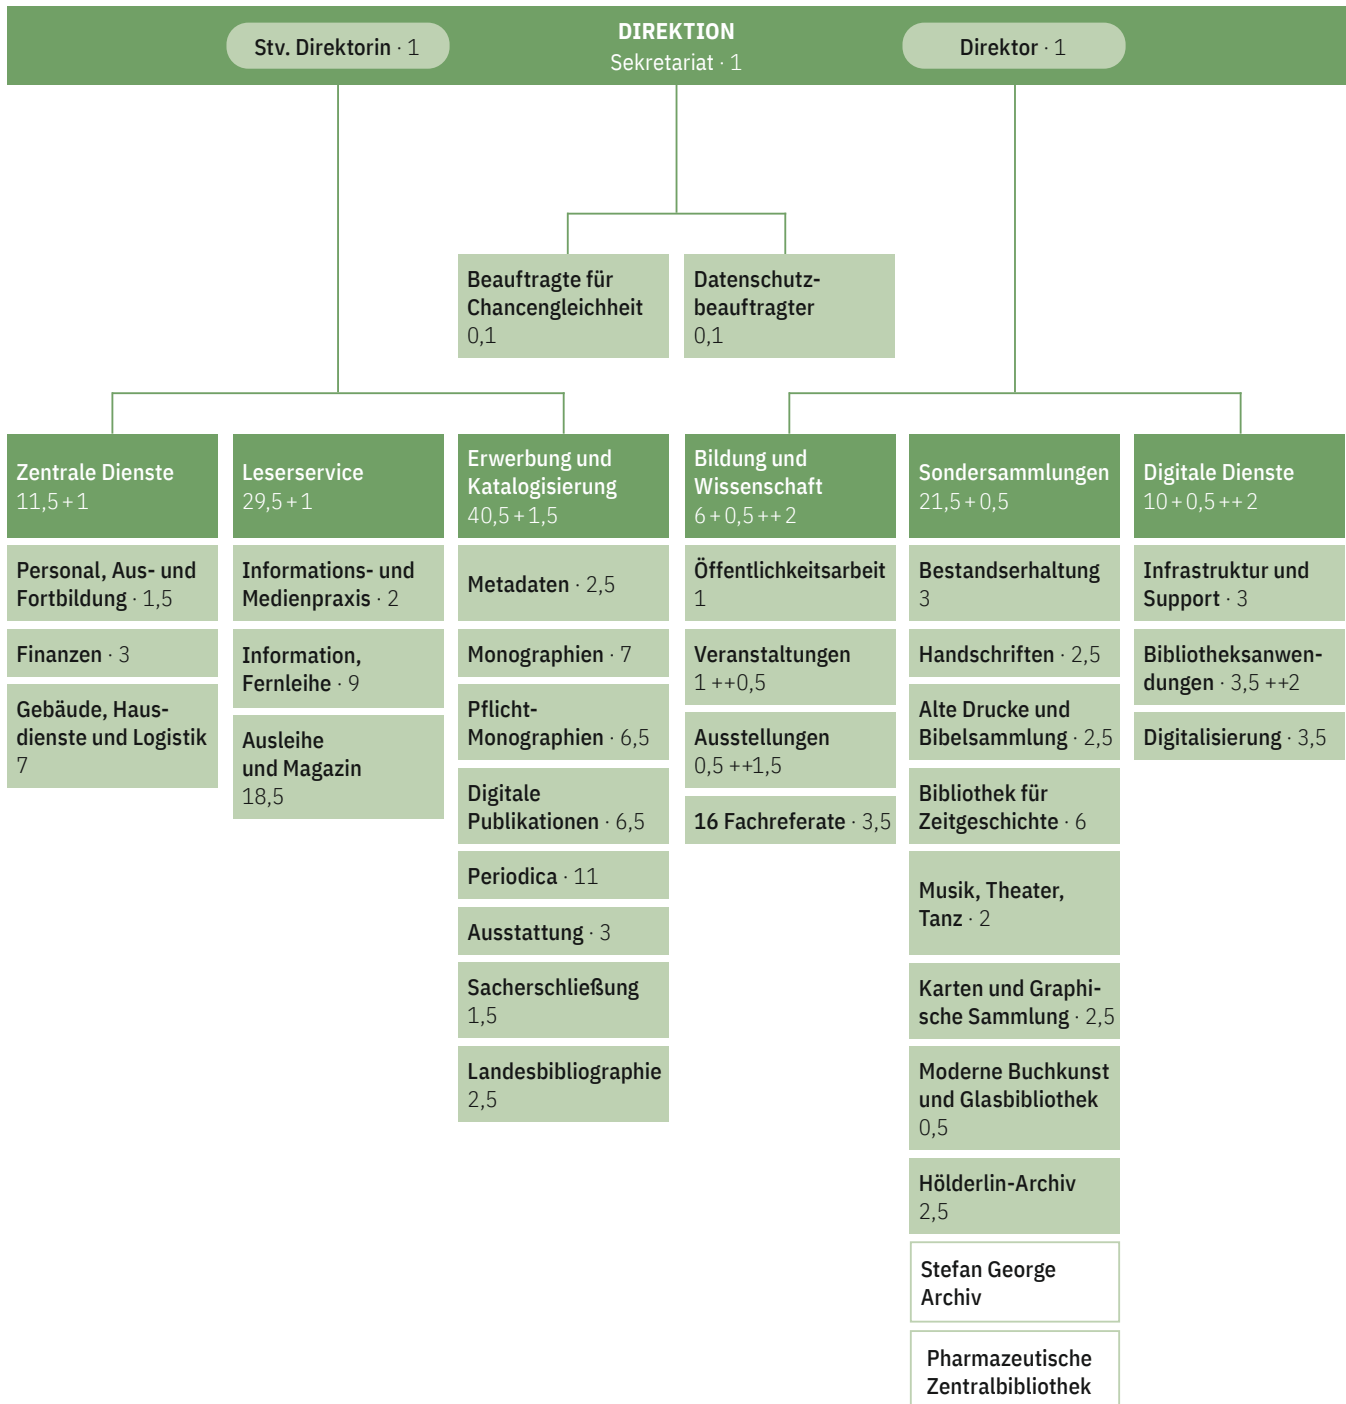 DIREKTION
Stv. Direktorin · 1
Sekretariat · 1
Direktor · 1
Beauftragte für
Chancengleichheit
0,1
Datenschutz-
beauftragter
0,1
Zentrale Dienste
11,5 + 1
Personal, Aus- und
Fortbildung · 1,5
Finanzen · 3
Gebäude, Haus-
dienste und Logistik
7
Leserservice
29,5 + 1
Informations- und
Medienpraxis · 2
Information,
Fernleihe · 9
Ausleihe
und Magazin
18,5
Erwerbung und
Katalogisierung
40,5 + 1,5
Metadaten · 2,5
Monographien · 7
Pflicht-
Monographien · 6,5
Digitale
Publikationen · 6,5
Periodica · 11
Ausstattung · 3
Sacherschließung
1,5
Landesbibliographie
2,5
Bildung und
Wissenschaft
6 + 0,5 ++ 2
Öffentlichkeitsarbeit
1
Veranstaltungen
1 ++0,5
Ausstellungen
0,5 ++1,5
16 Fachreferate · 3,5
Sondersammlungen
21,5 + 0,5
Bestandserhaltung
3
Handschriften · 2,5
Alte Drucke und
Bibelsammlung · 2,5
Bibliothek für
Zeitgeschichte · 6
Musik, Theater,
Tanz · 2
Karten und Graphi-
sche Sammlung · 2,5
Moderne Buchkunst
und Glasbibliothek
0,5
Hölderlin-Archiv
2,5
Stefan George
Archiv
Pharmazeutische
Zentralbibliothek
Digitale Dienste
10 + 0,5 ++ 2
Infrastruktur und
Support · 3
Bibliotheksanwen-
dungen · 3,5 ++2
Digitalisierung · 3,5